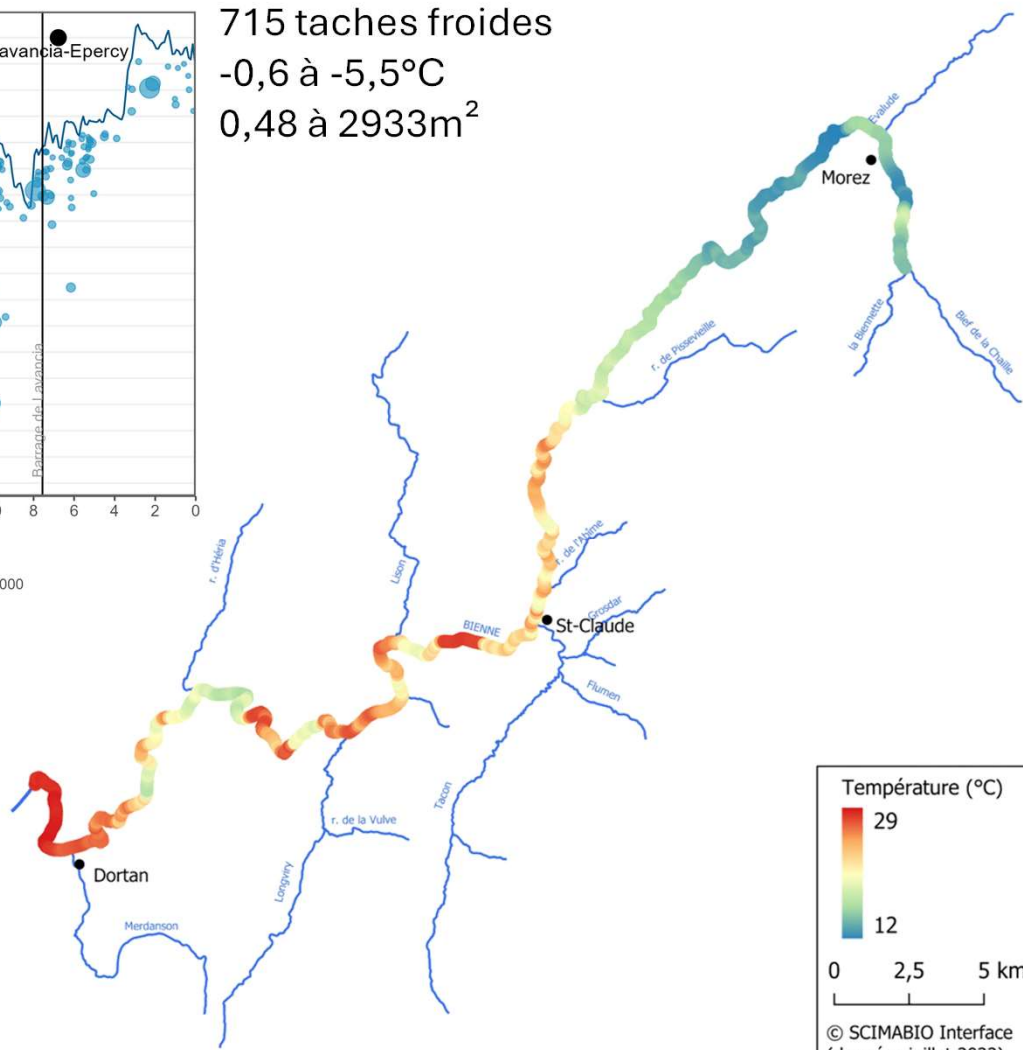 715 taches froides
-0,6 à -5,5°C
0,48 à 2933m²
avancia-Epercy
Barrage de Lavancia
8 6 4 2 0
000
Evalude
Morez
la Biennette
Bief de la Chaille
r. de Pissevieille
r. d'Héria
Lison
r. de l'Abîme
BIENNE
St-Claude
Grosdar
Flumen
Tacon
r. de la Vulve
Longviry
Dortan
Merdanson
Température (°C)
29
12
0 2,5 5 km
© SCIMABIO Interface